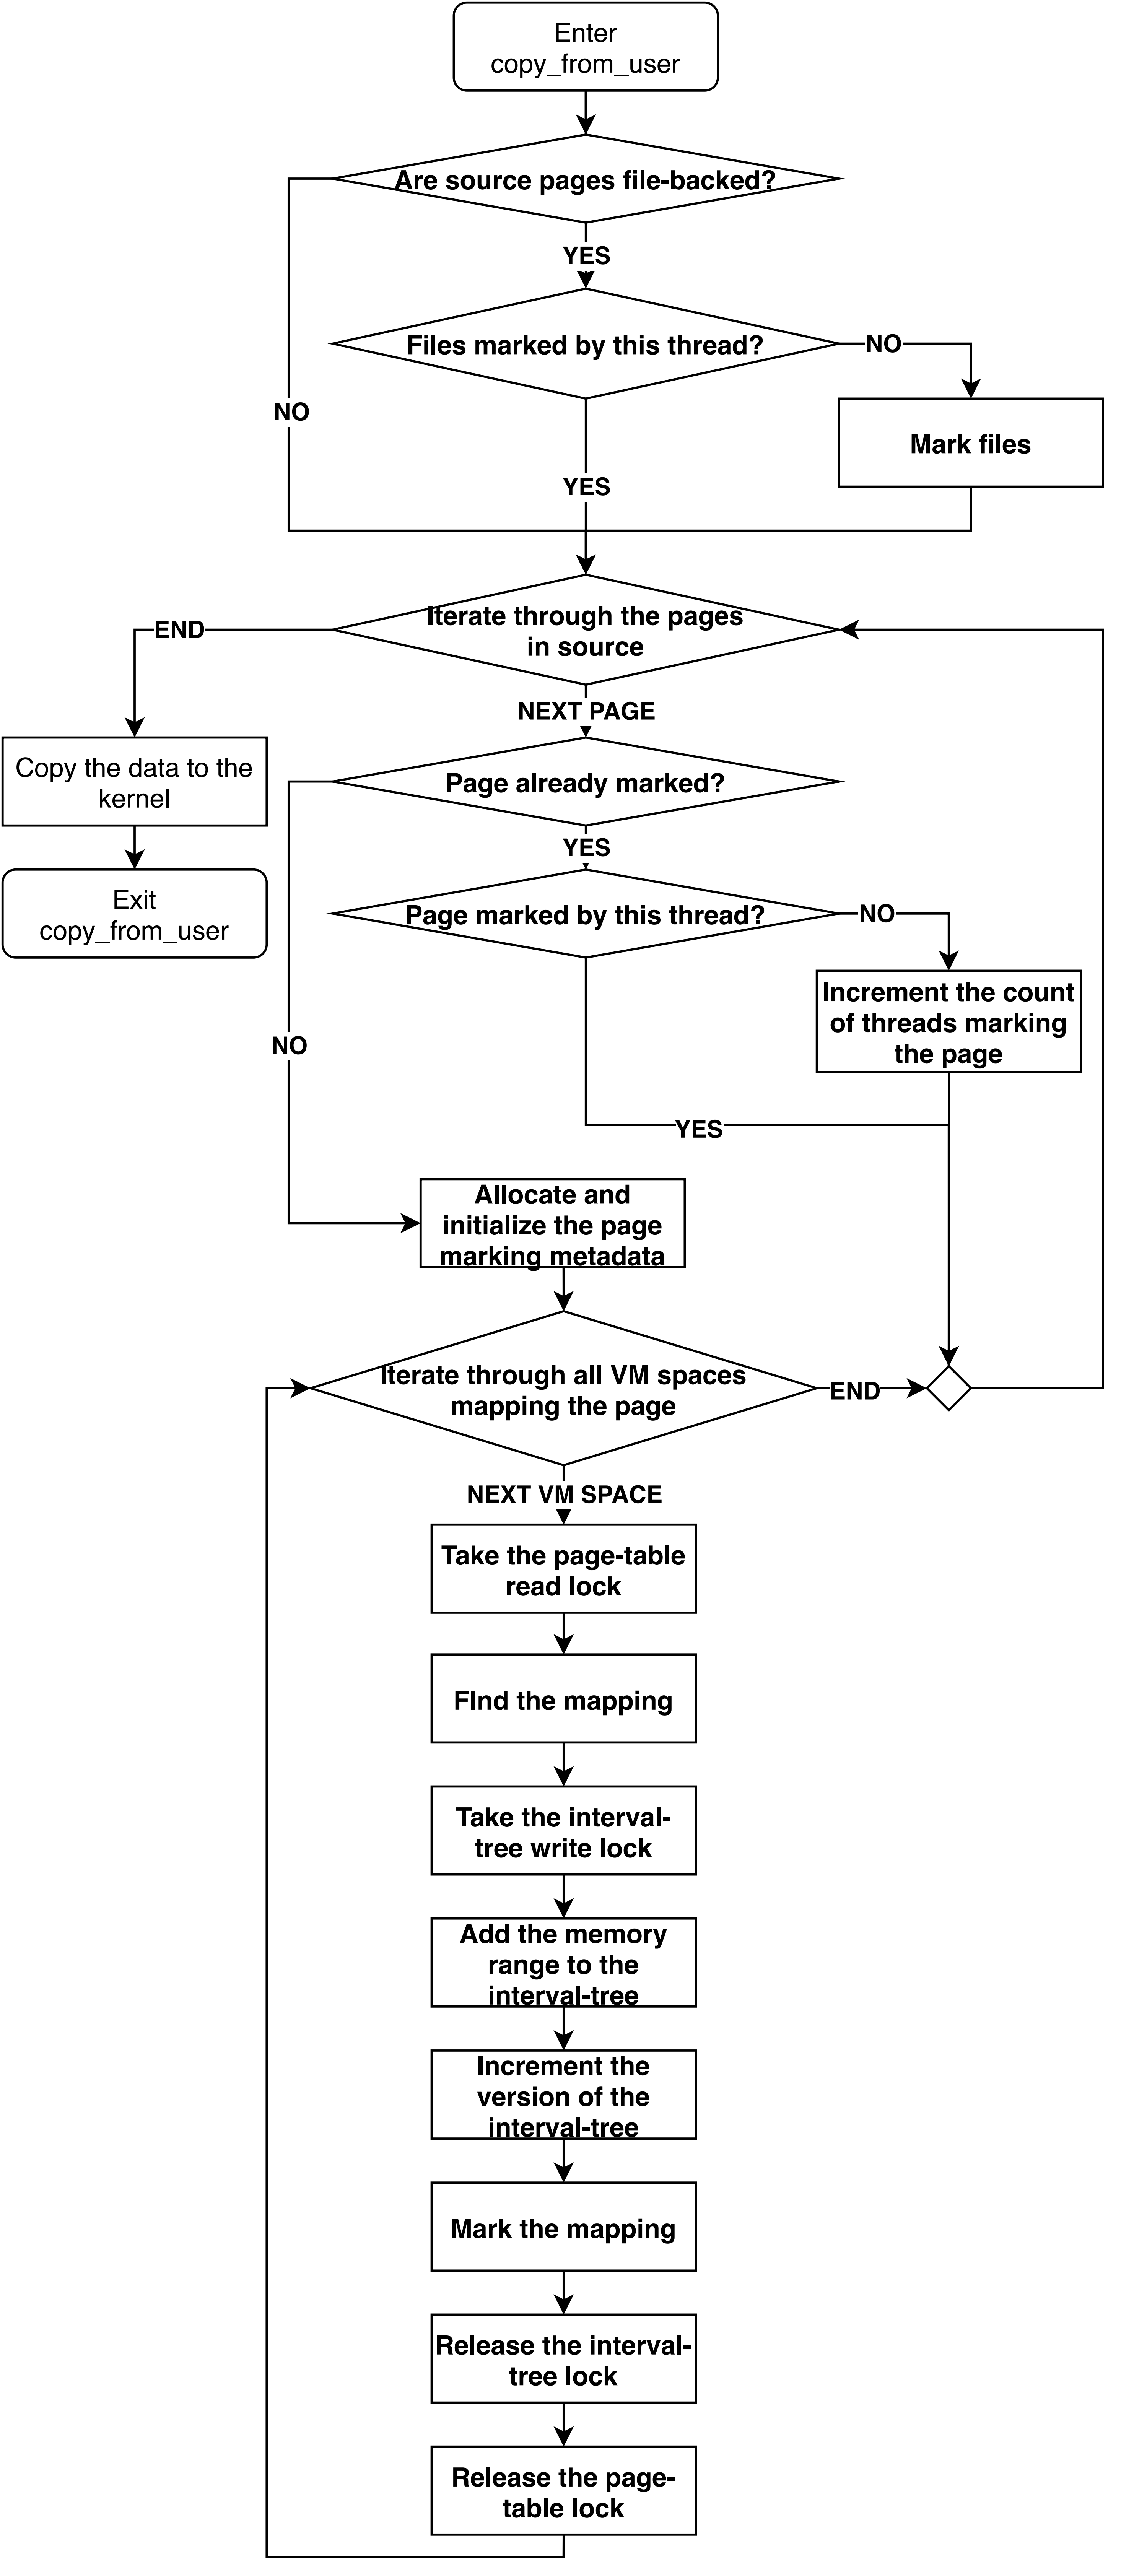 Enter
copy_from_user
Are source pages file-backed?
YES
Files marked by this thread?
NO
NO
Mark files
YES
Iterate through the pages
in source
END
NEXT PAGE
Copy the data to the
kernel
Page already marked?
YES
Exit
copy_from_user
Page marked by this thread?
NO
Increment the count
of threads marking
the page
NO
YES
Allocate and
initialize the page
marking metadata
Iterate through all VM spaces
mapping the page
END
NEXT VM SPACE
Take the page-table
read lock
FInd the mapping
Take the interval-
tree write lock
Add the memory
range to the
interval-tree
Increment the
version of the
interval-tree
Mark the mapping
Release the interval-
tree lock
Release the page-
table lock